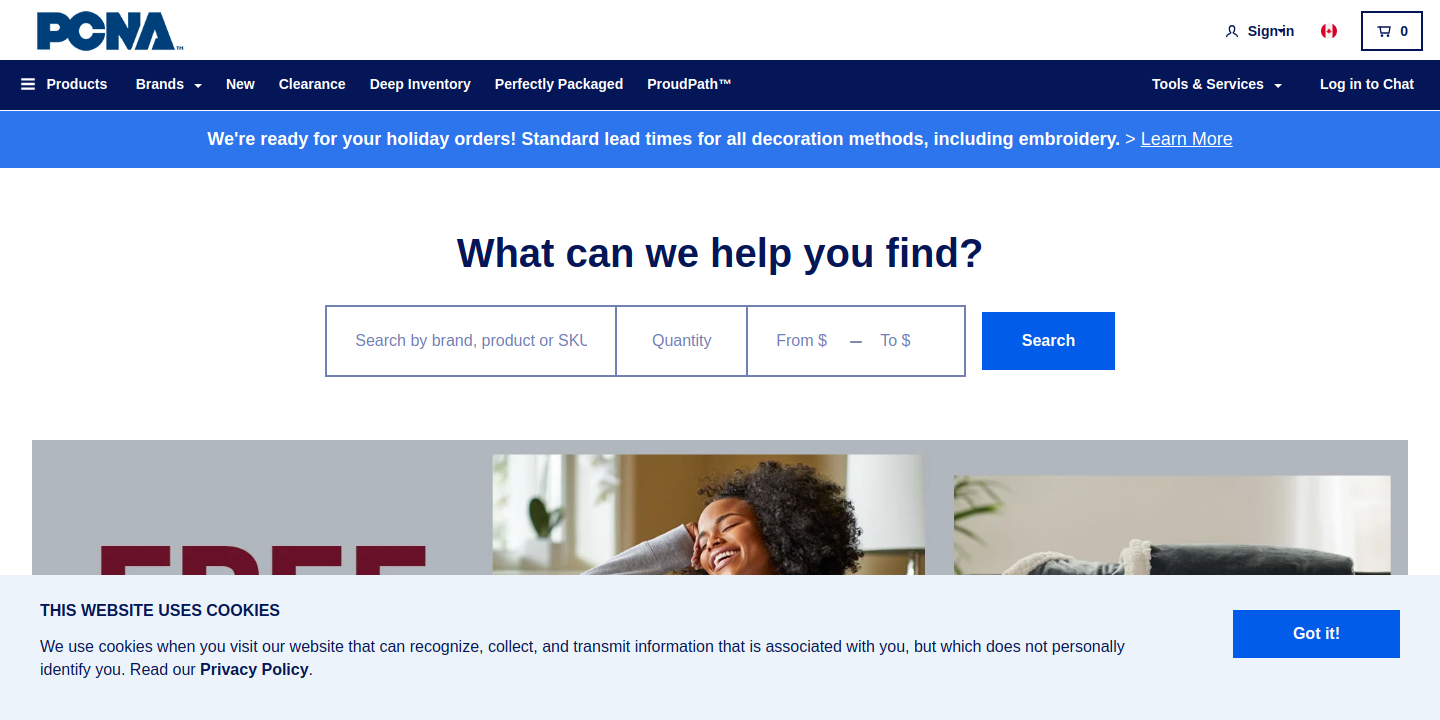 PCNA™
Sign in
0
Products
Brands
New
Clearance
Deep Inventory
Perfectly Packaged
ProudPath™
Tools & Services
Log in to Chat
We're ready for your holiday orders! Standard lead times for all decoration methods, including embroidery. > Learn More
What can we help you find?
Search by brand, product or SKU
Quantity
From $
–
To $
Search
FREE
THIS WEBSITE USES COOKIES
We use cookies when you visit our website that can recognize, collect, and transmit information that is associated with you, but which does not personally
identify you. Read our Privacy Policy.
Got it!